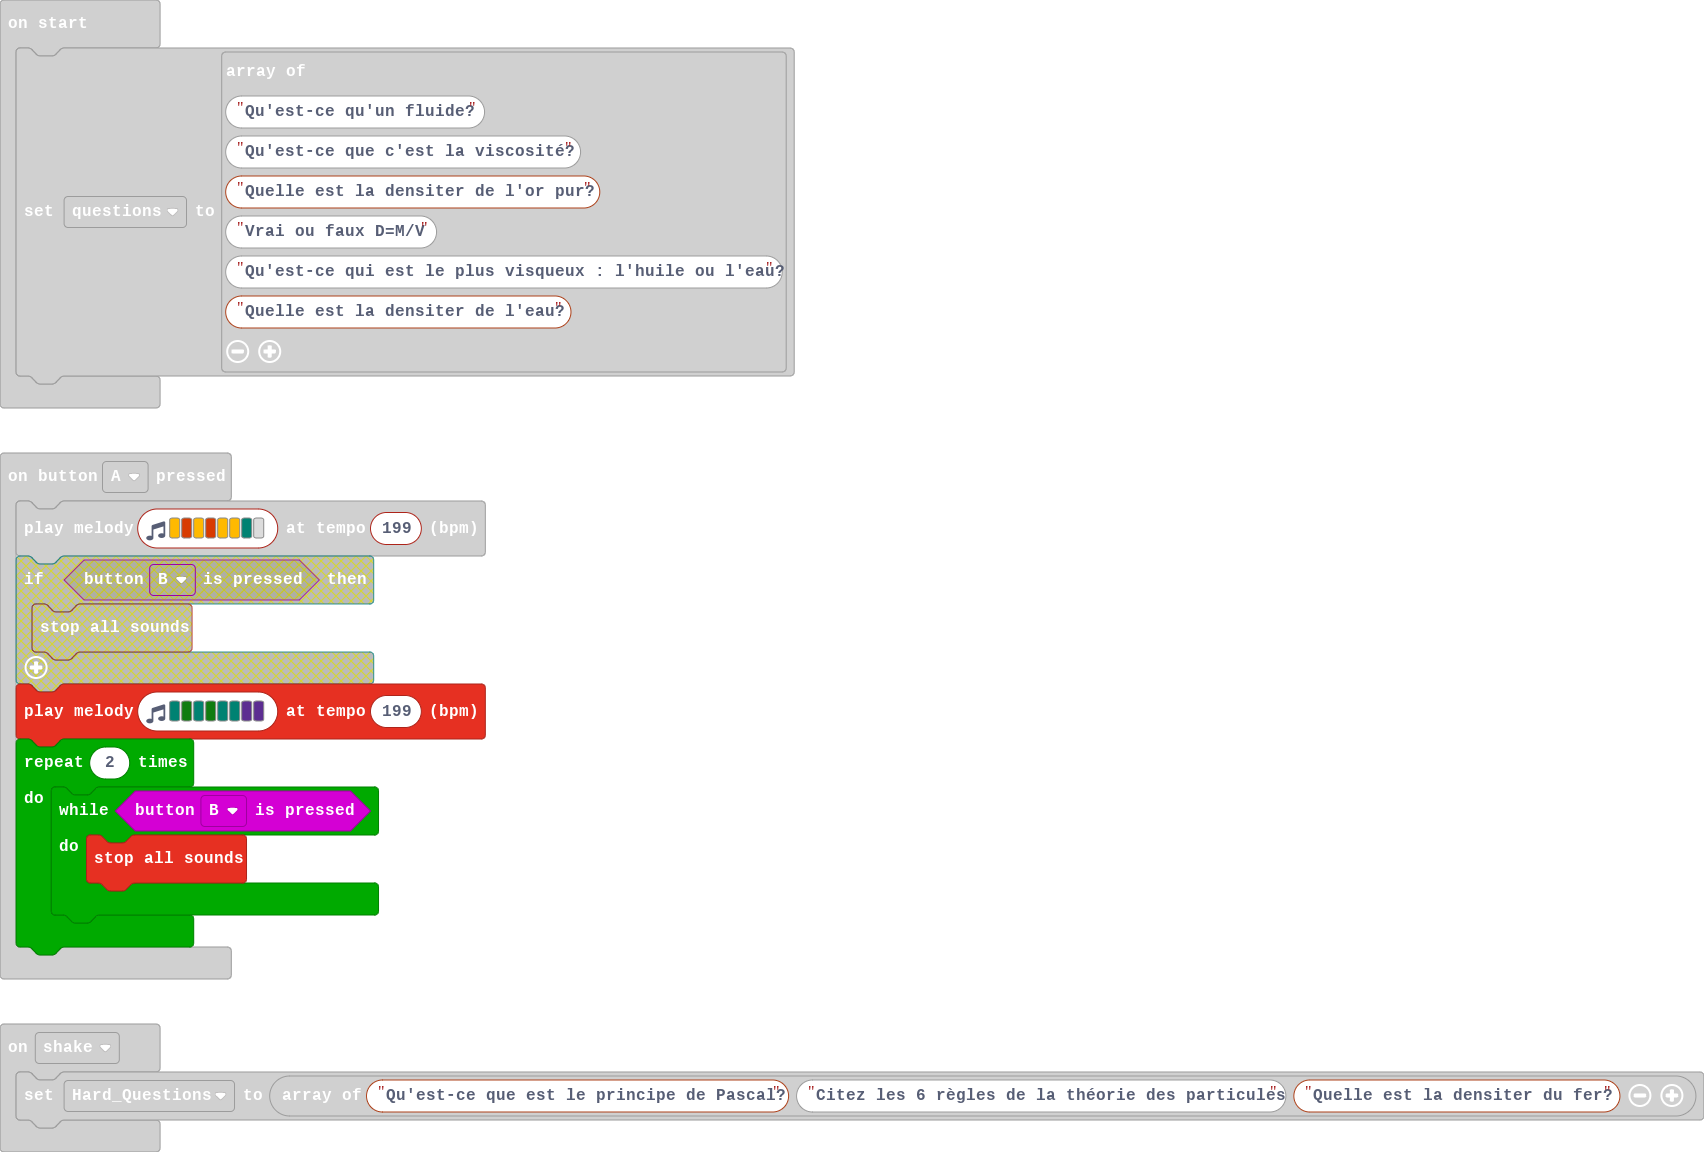 on start
array of
"Qu'est-ce qu'un fluide?"
"Qu'est-ce que c'est la viscosité?"
"Quelle est la densiter de l'or pur?"
set questions to
"Vrai ou faux D=M/V"
"Qu'est-ce qui est le plus visqueux : l'huile ou l'eau?"
"Quelle est la densiter de l'eau?"
on button A pressed
play melody at tempo 199 (bpm)
if button B is pressed then
stop all sounds
play melody at tempo 199 (bpm)
repeat 2 times
do
while button B is pressed
do
stop all sounds
on shake
set Hard_Questions to array of "Qu'est-ce que est le principe de Pascal?" "Citez les 6 règles de la théorie des particules" "Quelle est la densiter du fer?"